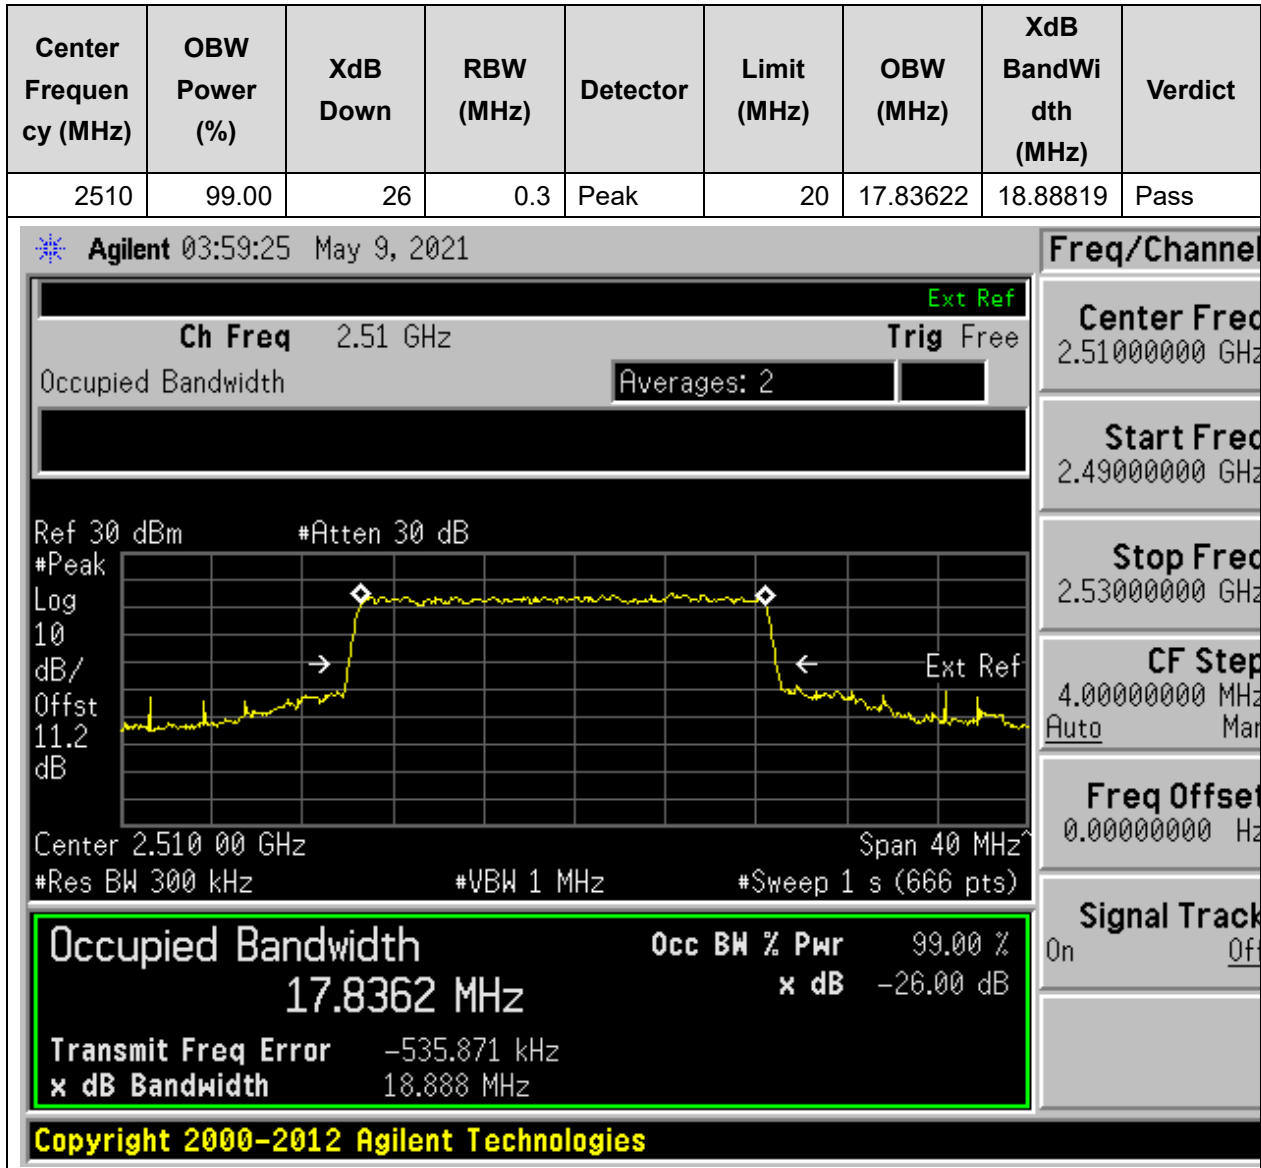 Center Frequen cy (MHz) OBW Power (%) XdB Down RBW (MHz) Detector Limit (MHz) OBW (MHz) XdB BandWi dth (MHz) Verdict
2510 99.00 26 0.3 Peak 20 17.83622 18.88819 Pass
Agilent 03:59:25 May 9, 2021
Freq/Channel
Ext Ref
Ch Freq 2.51 GHz Trig Free
Occupied Bandwidth Averages: 2
Center Freq
2.51000000 GHz
Start Freq
2.49000000 GHz
Ref 30 dBm #Atten 30 dB
#Peak
Log
10
dB/
Offst
11.2
dB
Ext Ref
Stop Freq
2.53000000 GHz
CF Step
4.00000000 MHz
Auto Man
Freq Offset
0.00000000 Hz
Center 2.510 00 GHz Span 40 MHz^
#Res BW 300 kHz #VBW 1 MHz #Sweep 1 s (666 pts)
Signal Track
On Off
Occupied Bandwidth Occ BW % Pwr 99.00 %
17.8362 MHz x dB -26.00 dB
Transmit Freq Error -535.871 kHz
x dB Bandwidth 18.888 MHz
Copyright 2000-2012 Agilent Technologies